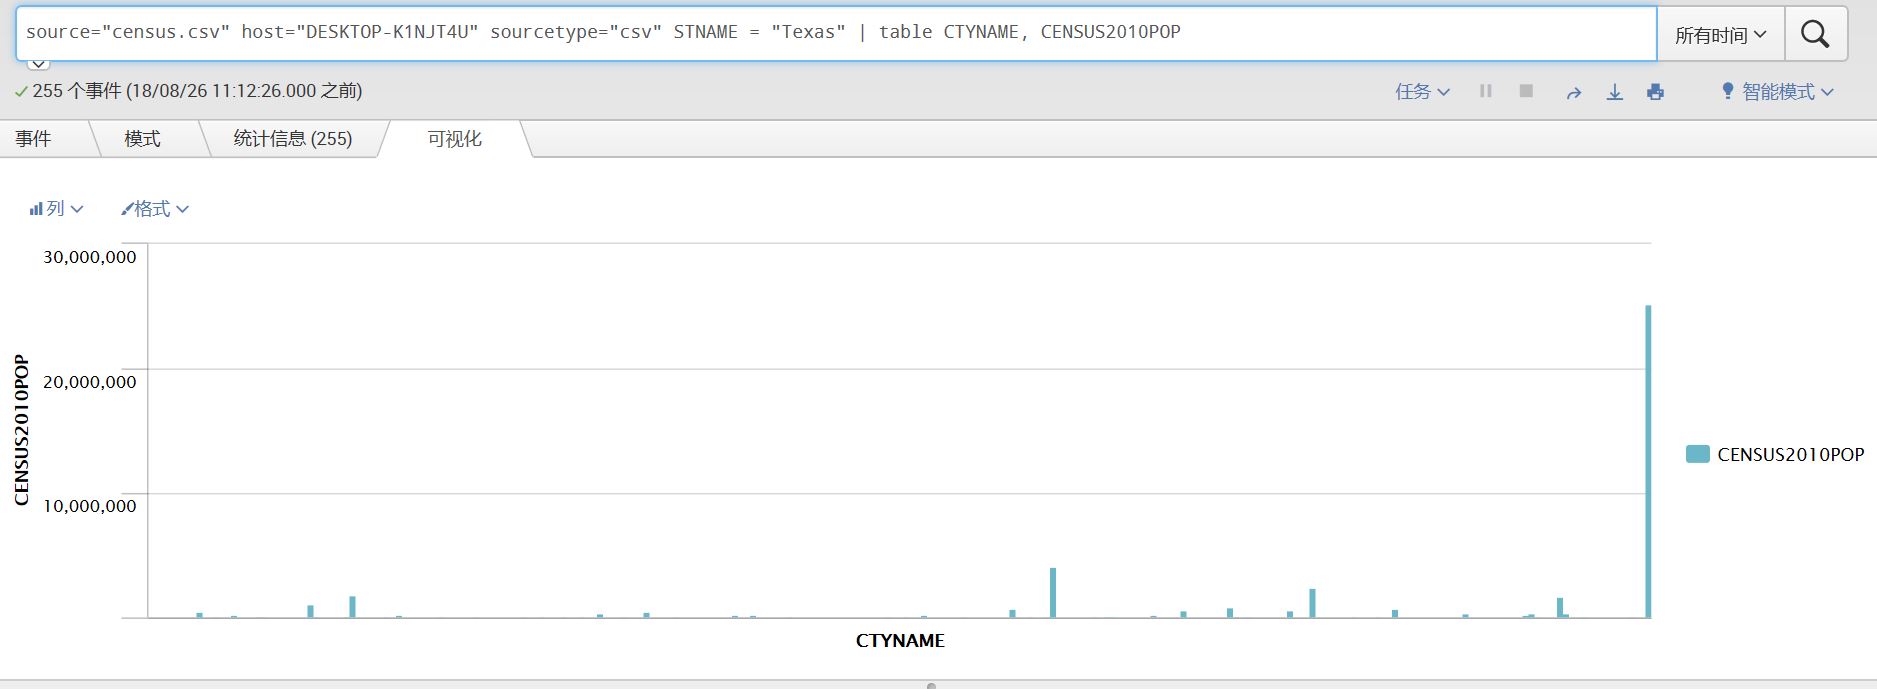 source="census.csv" host="DESKTOP-K1NJT4U" sourcetype="csv" STNAME = "Texas" | table CTYNAME, CENSUS2010POP
所有时间
255 个事件 (18/08/26 11:12:26.000 之前)
任务
智能模式
事件
模式
统计信息 (255)
可视化
列
格式
30,000,000
20,000,000
10,000,000
CENSUS2010POP
CTYNAME
CENSUS2010POP